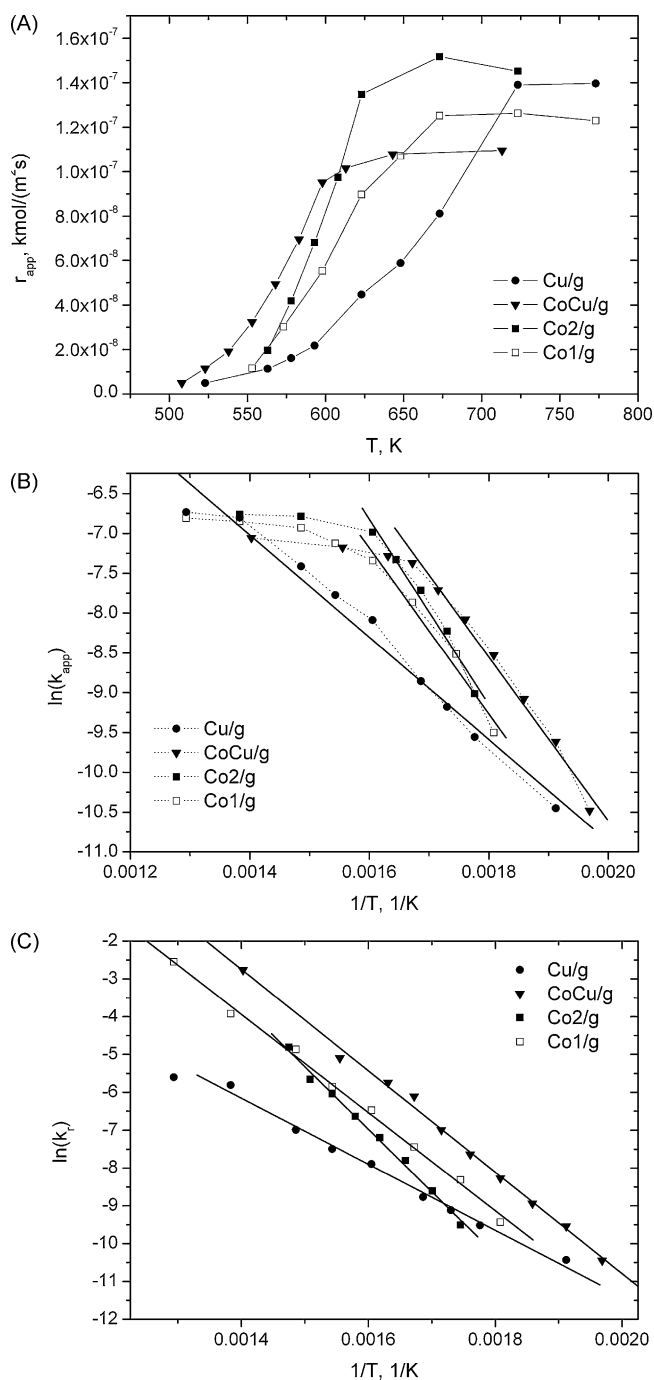 (A)
1.6x10⁻⁷
1.4x10⁻⁷
1.2x10⁻⁷
1.0x10⁻⁷
8.0x10⁻⁸
6.0x10⁻⁸
4.0x10⁻⁸
2.0x10⁻⁸
0.0
r_app, kmol/(m²s)
Cu/g
CoCu/g
Co2/g
Co1/g
500 550 600 650 700 750 800
T, K
(B)
-6.5
-7.0
-7.5
-8.0
-8.5
-9.0
-9.5
-10.0
-10.5
-11.0
ln(k_app)
Cu/g
CoCu/g
Co2/g
Co1/g
0.0012 0.0014 0.0016 0.0018 0.0020
1/T, 1/K
(C)
-2
-3
-4
-5
-6
-7
-8
-9
-10
-11
-12
ln(k_r)
Cu/g
CoCu/g
Co2/g
Co1/g
0.0014 0.0016 0.0018 0.0020
1/T, 1/K